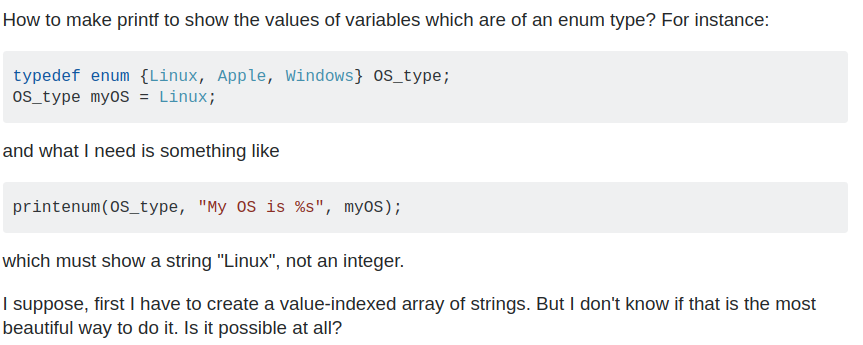 How to make printf to show the values of variables which are of an enum type? For instance:
typedef enum {Linux, Apple, Windows} OS_type;
OS_type myOS = Linux;
and what I need is something like
printenum(OS_type, "My OS is %s", myOS);
which must show a string "Linux", not an integer.
I suppose, first I have to create a value-indexed array of strings. But I don't know if that is the most
beautiful way to do it. Is it possible at all?